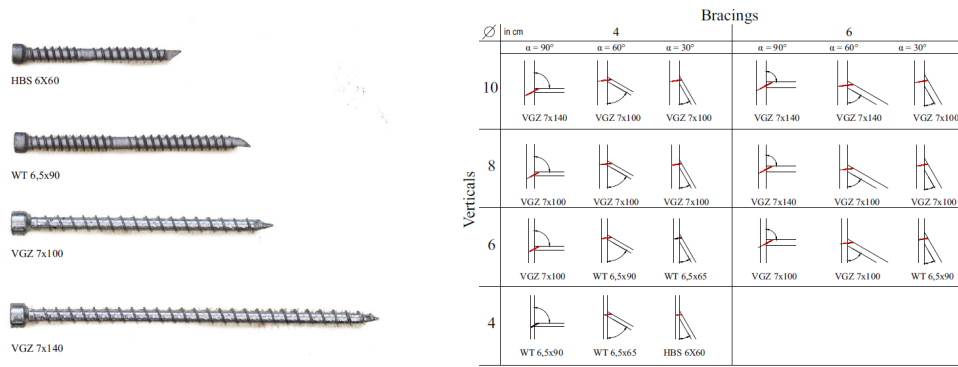 HBS 6X60
WT 6,5x90
VGZ 7x100
VGZ 7x140
Bracings
Ø in cm 4 6
α = 90° α = 60° α = 30° α = 90° α = 60° α = 30°
Verticals
10
VGZ 7x140 VGZ 7x100 VGZ 7x100 VGZ 7x140 VGZ 7x140 VGZ 7x100
8
VGZ 7x100 VGZ 7x100 VGZ 7x100 VGZ 7x140 VGZ 7x100 VGZ 7x100
6
VGZ 7x100 WT 6,5x90 WT 6,5x65 VGZ 7x100 VGZ 7x100 WT 6,5x90
4
WT 6,5x90 WT 6,5x65 HBS 6X60